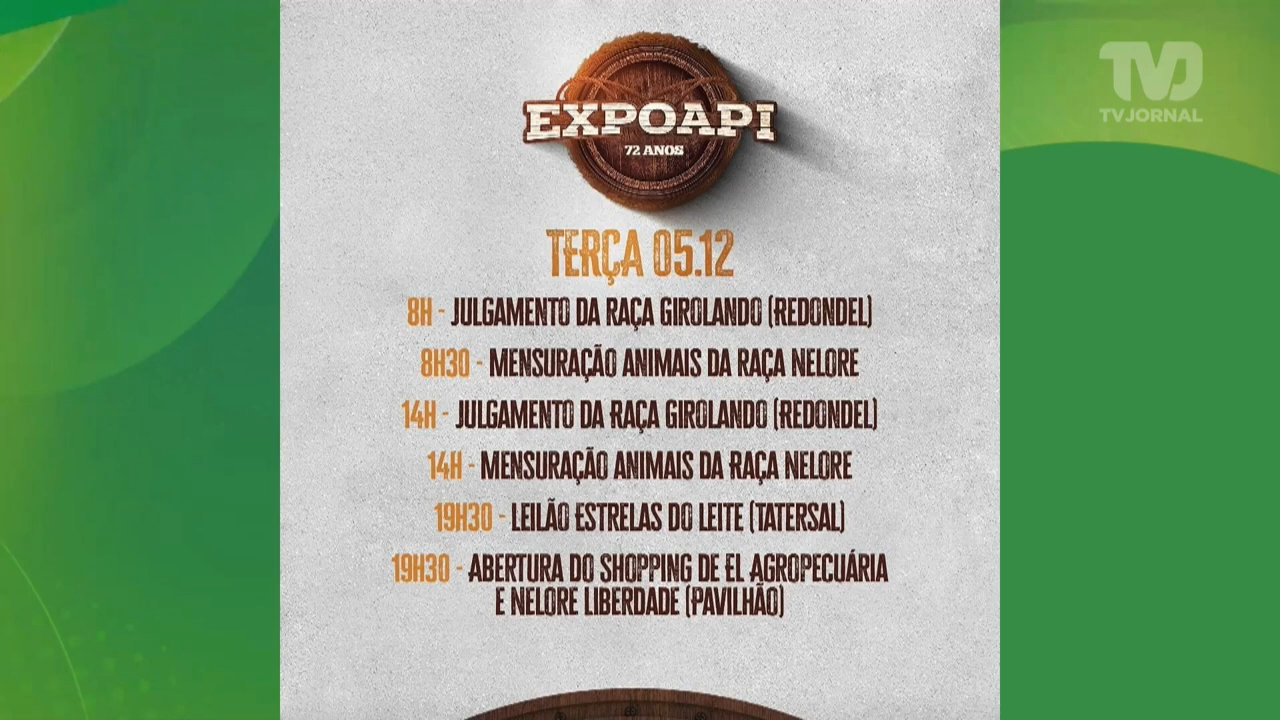 TVJ
TV JORNAL
EXPOAPI
72 ANOS
TERÇA 05.12
8H - JULGAMENTO DA RAÇA GIROLANDO (REDONDEL)
8H30 - MENSURAÇÃO ANIMAIS DA RAÇA NELORE
14H - JULGAMENTO DA RAÇA GIROLANDO (REDONDEL)
14H - MENSURAÇÃO ANIMAIS DA RAÇA NELORE
19H30 - LEILÃO ESTRELAS DO LEITE (TATERSAL)
19H30 - ABERTURA DO SHOPPING DE EL AGROPECUÁRIA
E NELORE LIBERDADE (PAVILHÃO)